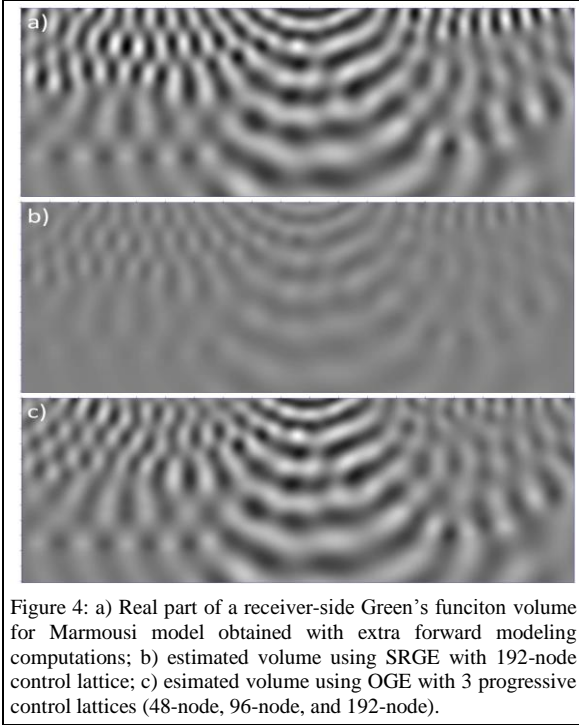 a)
b)
c)
Figure 4: a) Real part of a receiver-side Green's funciton volume
for Marmousi model obtained with extra forward modeling
computations; b) estimated volume using SRGE with 192-node
control lattice; c) esimated volume using OGE with 3 progressive
control lattices (48-node, 96-node, and 192-node).